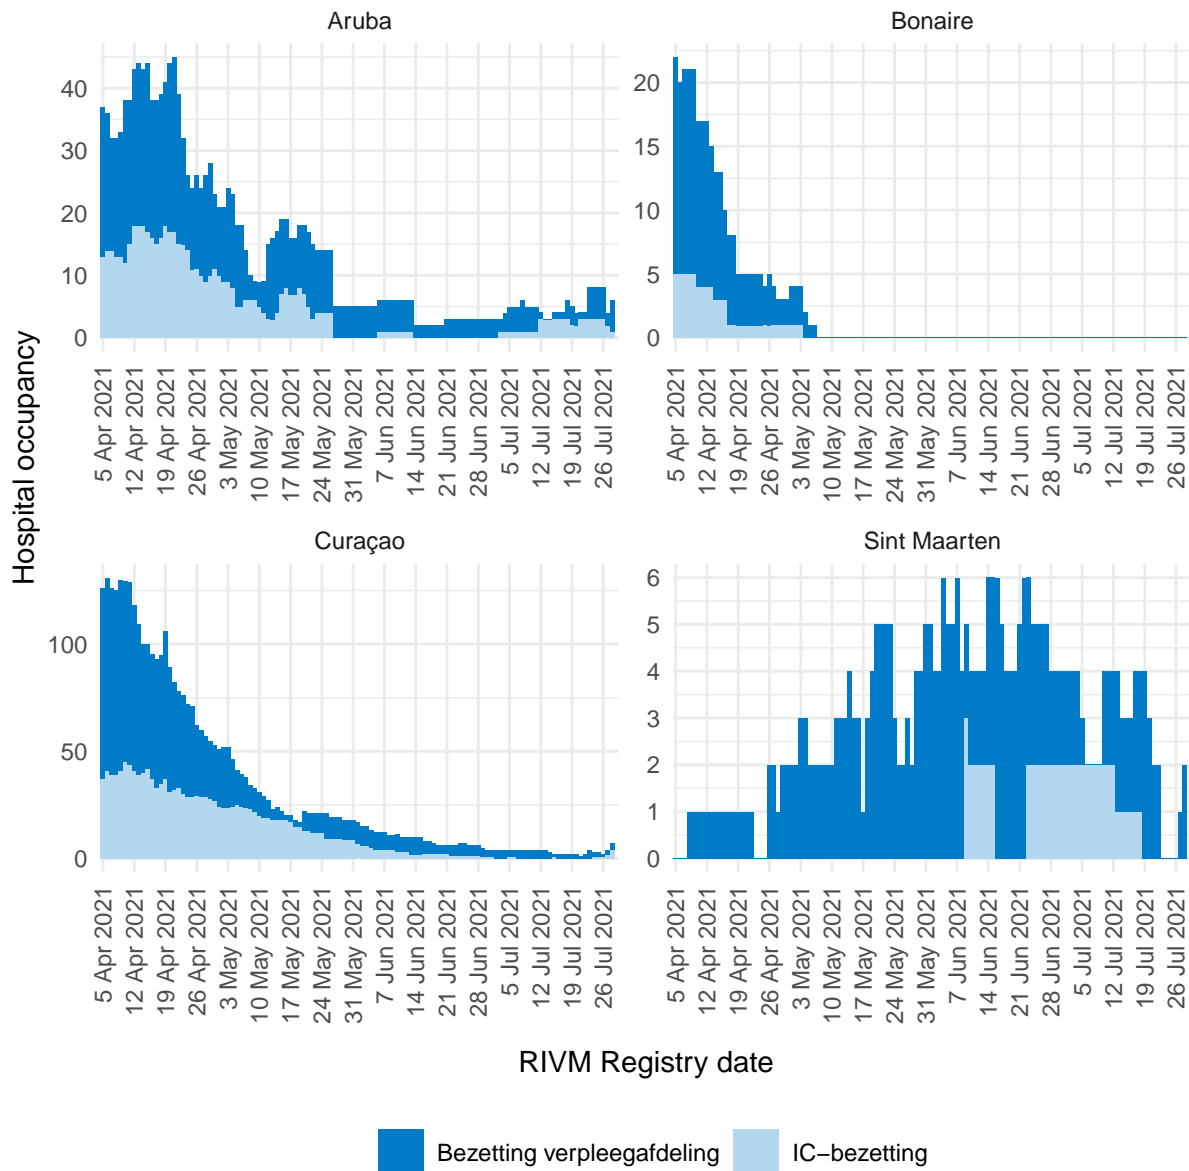 Aruba
Bonaire
40
30
20
10
0
20
15
10
5
0
5 Apr 2021
12 Apr 2021
19 Apr 2021
26 Apr 2021
3 May 2021
10 May 2021
17 May 2021
24 May 2021
31 May 2021
7 Jun 2021
14 Jun 2021
21 Jun 2021
28 Jun 2021
5 Jul 2021
12 Jul 2021
19 Jul 2021
26 Jul 2021
5 Apr 2021
12 Apr 2021
19 Apr 2021
26 Apr 2021
3 May 2021
10 May 2021
17 May 2021
24 May 2021
31 May 2021
7 Jun 2021
14 Jun 2021
21 Jun 2021
28 Jun 2021
5 Jul 2021
12 Jul 2021
19 Jul 2021
26 Jul 2021
Hospital occupancy
Curaçao
Sint Maarten
100
50
0
6
5
4
3
2
1
0
5 Apr 2021
12 Apr 2021
19 Apr 2021
26 Apr 2021
3 May 2021
10 May 2021
17 May 2021
24 May 2021
31 May 2021
7 Jun 2021
14 Jun 2021
21 Jun 2021
28 Jun 2021
5 Jul 2021
12 Jul 2021
19 Jul 2021
26 Jul 2021
5 Apr 2021
12 Apr 2021
19 Apr 2021
26 Apr 2021
3 May 2021
10 May 2021
17 May 2021
24 May 2021
31 May 2021
7 Jun 2021
14 Jun 2021
21 Jun 2021
28 Jun 2021
5 Jul 2021
12 Jul 2021
19 Jul 2021
26 Jul 2021
RIVM Registry date
Bezetting verpleegafdeling
IC−bezetting